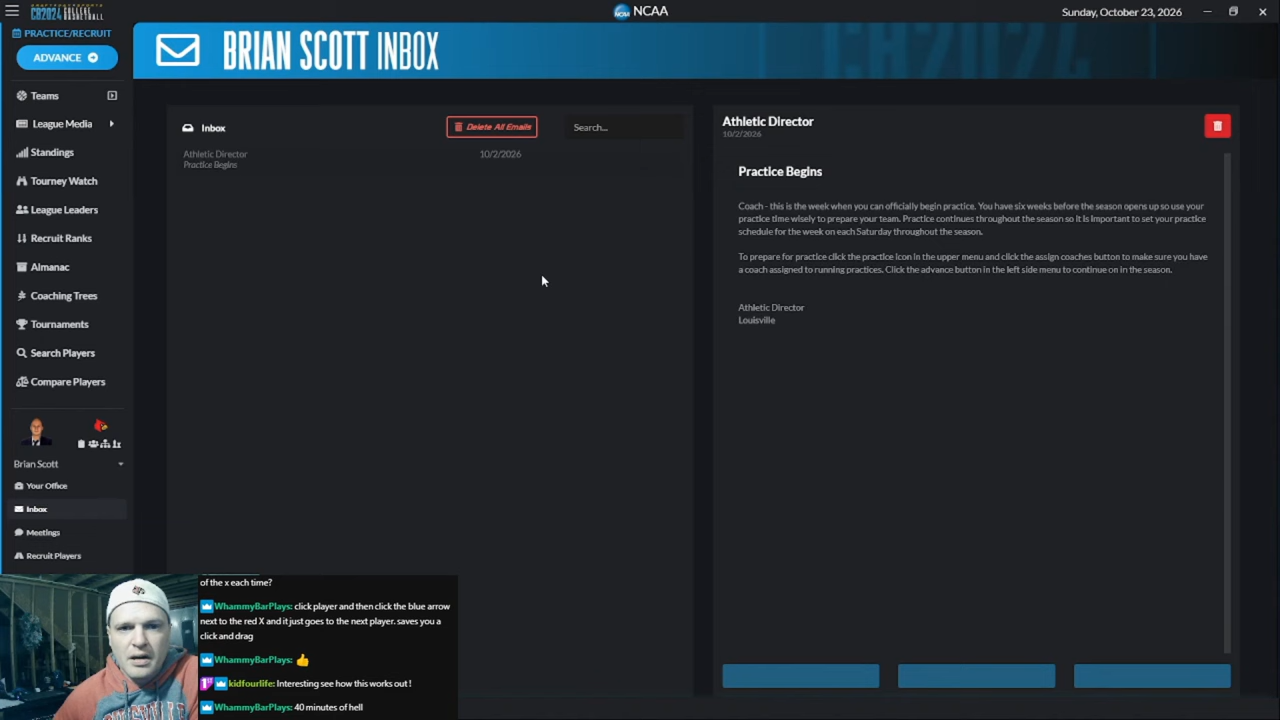 CB2024 COLLEGE BASKETBALL
NCAA
Sunday, October 23, 2026
PRACTICE/RECRUIT
ADVANCE
BRIAN SCOTT INBOX
CB2024
Teams
League Media
Standings
Tourney Watch
League Leaders
Recruit Ranks
Almanac
Coaching Trees
Tournaments
Search Players
Compare Players
Brian Scott
Your Office
Inbox
Meetings
Recruit Players
Inbox
Delete All Emails
Search...
Athletic Director
10/2/2026
Practice Begins
Athletic Director
10/2/2026
Practice Begins
Coach - this is the week when you can officially begin practice. You have six weeks before the season opens up so use your
practice time wisely to prepare your team. Practice continues throughout the season so it is important to set your practice
schedule for the week on each Saturday throughout the season.
To prepare for practice click the practice icon in the upper menu and click the assign coaches button to make sure you have
a coach assigned to running practices. Click the advance button in the left side menu to continue on in the season.
Athletic Director
Louisville
of the x each time?
WhammyBarPlays: click player and then click the blue arrow
next to the red X and it just goes to the next player. saves you a
click and drag
WhammyBarPlays: 👍
kidfourlife: Interesting see how this works out !
WhammyBarPlays: 40 minutes of hell